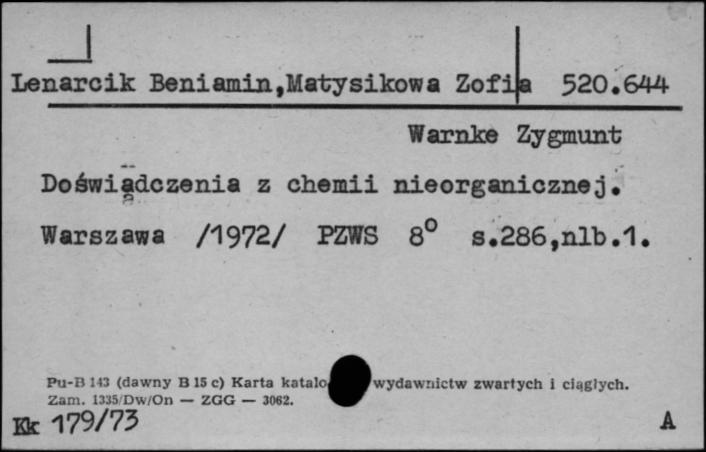 Lenarcik Beniamin,Matysikowa Zofia 520.644
Warnke Zygmunt
Doświadczenia z chemii nieorganicznej.
Warszawa /1972/ PZWS 8° s.286,nlb.1.
Pu-B 143 (dawny B 15 c) Karta katalo wydawnictw zwartych i ciągłych.
Zam. 1335/Dw/On — ZGG — 3062.
Kk 179/73 A